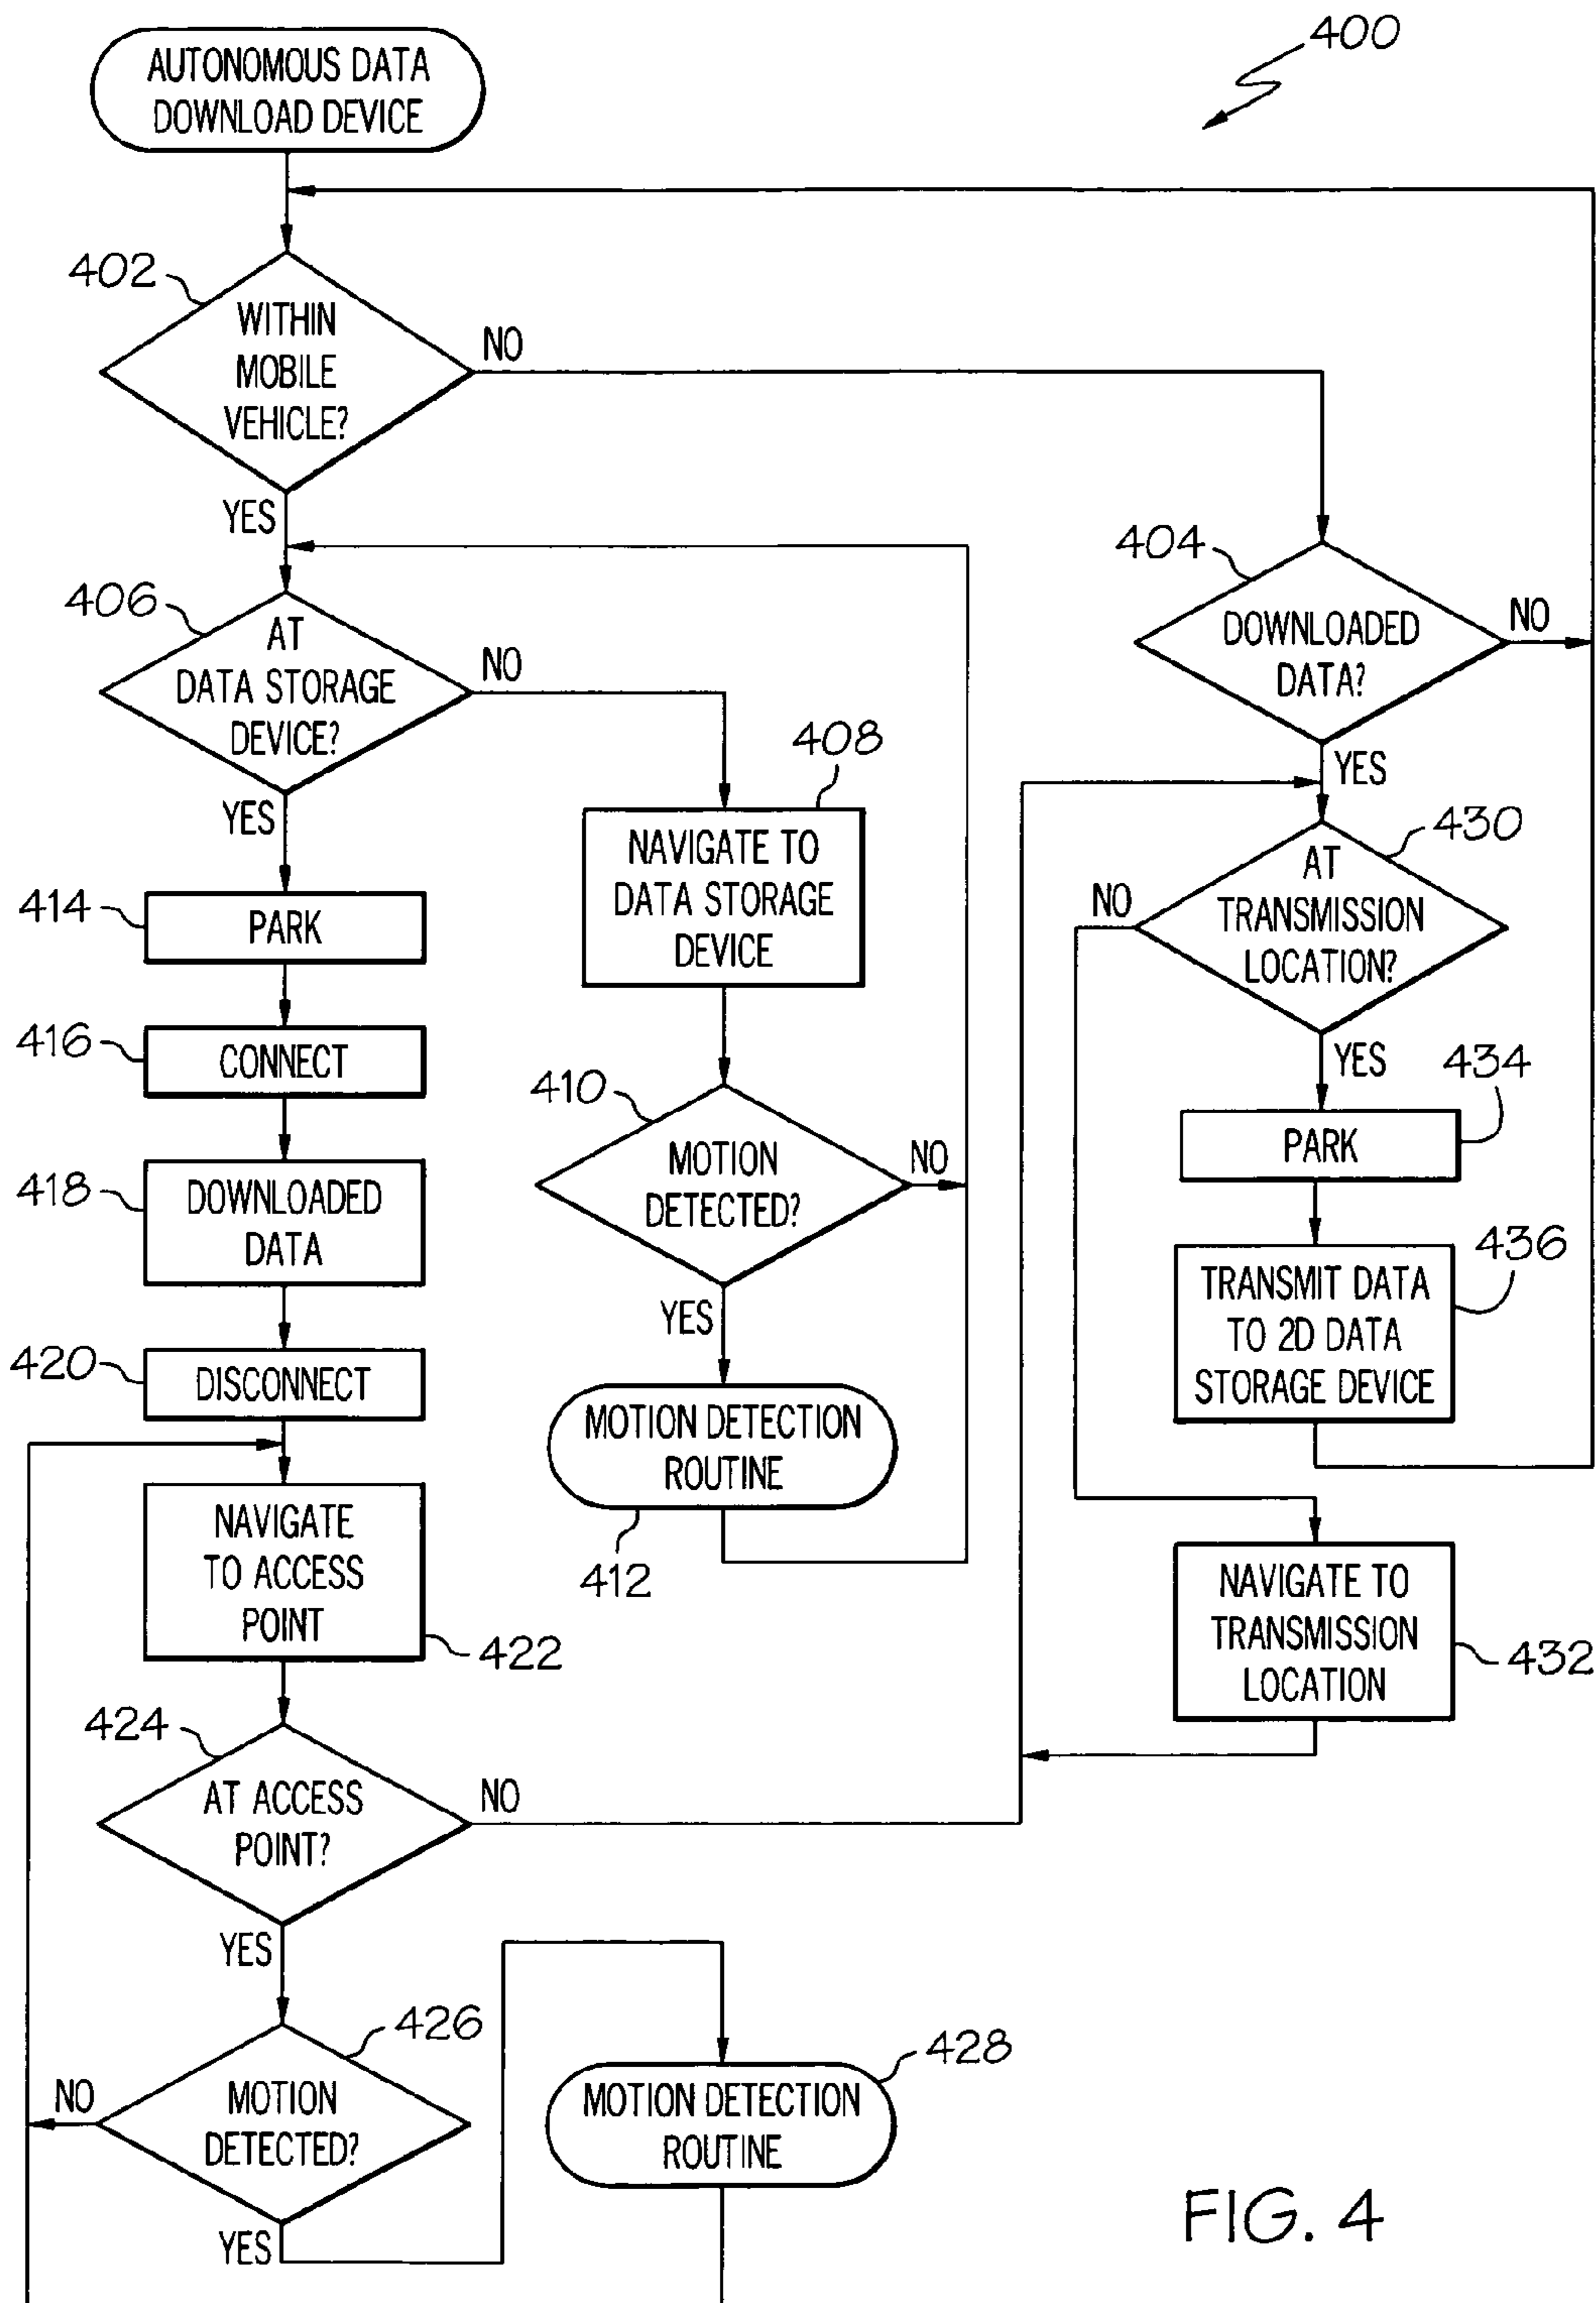 400
AUTONOMOUS DATA
DOWNLOAD DEVICE
402
WITHIN
MOBILE
VEHICLE?
NO
YES
404
DOWNLOADED
DATA?
NO
YES
406
AT
DATA STORAGE
DEVICE?
NO
YES
408
NAVIGATE TO
DATA STORAGE
DEVICE
410
MOTION
DETECTED?
NO
YES
MOTION DETECTION
ROUTINE
412
414
PARK
416
CONNECT
418
DOWNLOADED
DATA
420
DISCONNECT
NAVIGATE
TO ACCESS
POINT
422
424
AT ACCESS
POINT?
NO
YES
426
MOTION
DETECTED?
NO
YES
428
MOTION DETECTION
ROUTINE
430
AT
TRANSMISSION
LOCATION?
NO
YES
434
PARK
436
TRANSMIT DATA
TO 2D DATA
STORAGE DEVICE
NAVIGATE TO
TRANSMISSION
LOCATION
432
FIG. 4